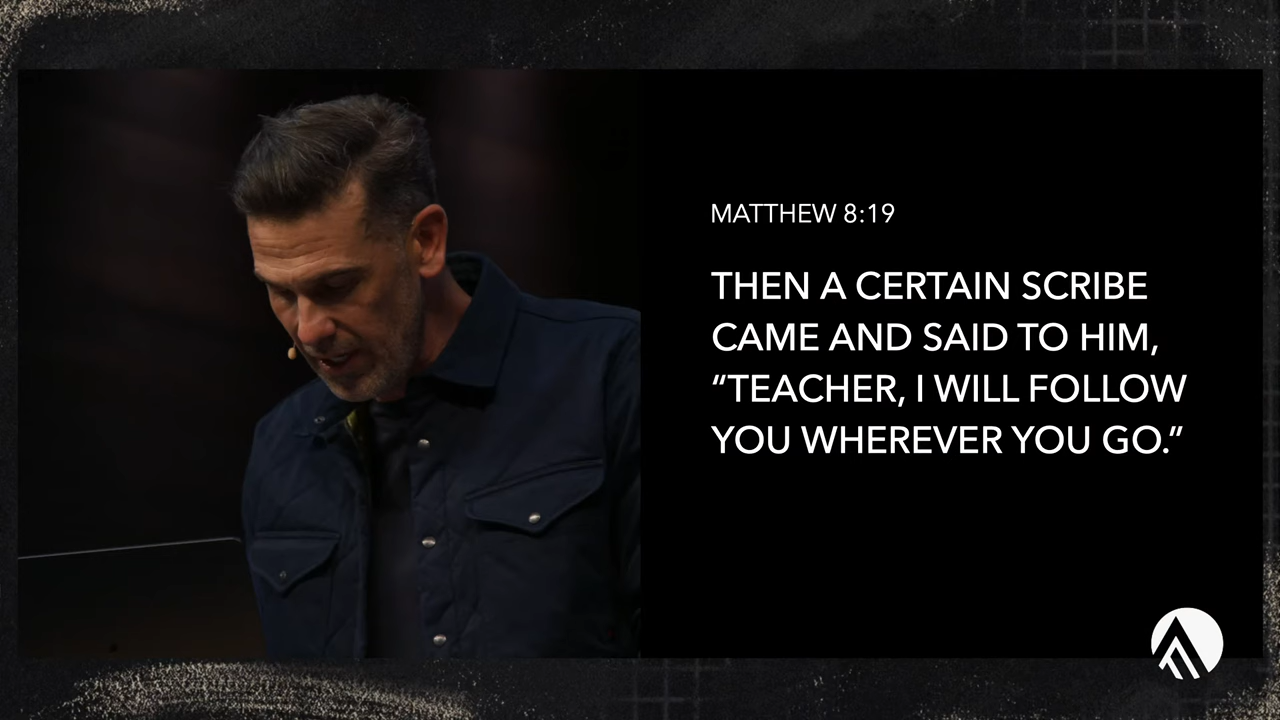 MATTHEW 8:19
THEN A CERTAIN SCRIBE
CAME AND SAID TO HIM,
“TEACHER, I WILL FOLLOW
YOU WHEREVER YOU GO.”